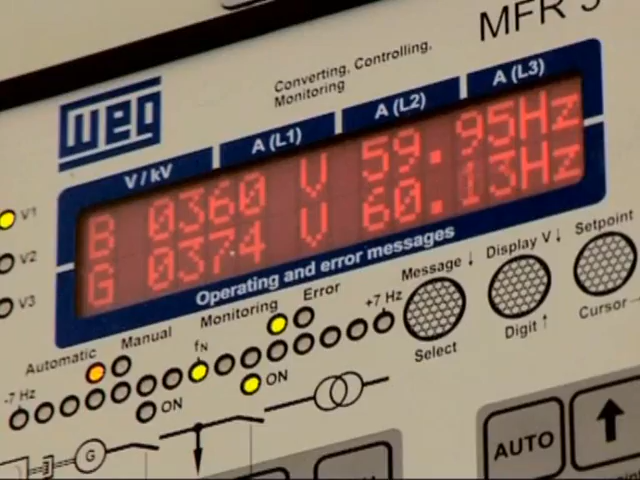 MFR 3
weg
Converting, Controlling,
Monitoring
V / kV A (L1) A (L2) A (L3)
B 0360 V 59.95Hz
G 0374 V 60.13Hz
Operating and error messages
V1
V2
V3
Automatic Manual Monitoring Error
-7 Hz fN +7 Hz
ON ON
Message ↓ Display V ↓ Setpoint
Select Digit ↑ Cursor →
G
AUTO ↑